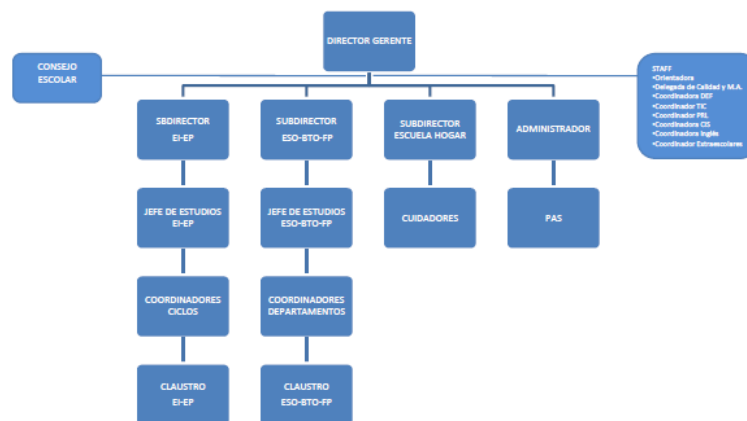 DIRECTOR GERENTE
CONSEJO
ESCOLAR
STAFF
•Orientadora
•Delegada de Calidad y M.A.
•Coordinadora DEF
•Coordinador TIC
•Coordinador PRL
•Coordinadora CIS
•Coordinadora Inglés
•Coordinador Extraescolares
SBDIRECTOR
EI-EP
SUBDIRECTOR
ESO-BTO-FP
SUBDIRECTOR
ESCUELA HOGAR
ADMINISTRADOR
JEFE DE ESTUDIOS
EI-EP
JEFE DE ESTUDIOS
ESO-BTO-FP
CUIDADORES
PAS
COORDINADORES
CICLOS
COORDINADORES
DEPARTAMENTOS
CLAUSTRO
EI-EP
CLAUSTRO
ESO-BTO-FP